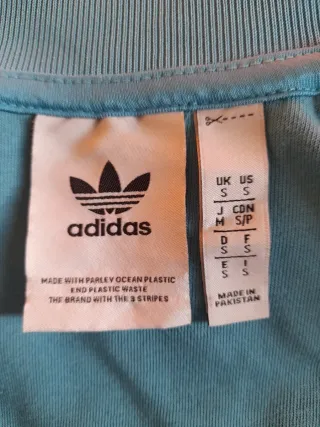 adidas
MADE WITH PARLEY OCEAN PLASTIC
END PLASTIC WASTE
THE BRAND WITH THE 3 STRIPES
UK US
S S
J CDN
M S/P
D F
S S
E I
S S
MADE IN
PAKISTAN